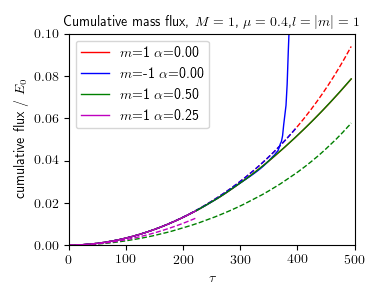 Cumulative mass flux, M = 1, μ = 0.4,l = |m| = 1
0.10
0.08
0.06
0.04
0.02
0.00
cumulative flux / E₀
m=1 α=0.00
m=-1 α=0.00
m=1 α=0.50
m=1 α=0.25
0 100 200 300 400 500
τ